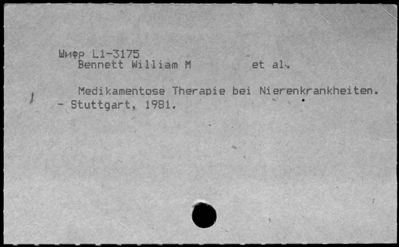 Шифр L1-3175
Bennett William M et al.
Medikamentose Therapie bei Nierenkrankheiten.
- Stuttgart, 1981.